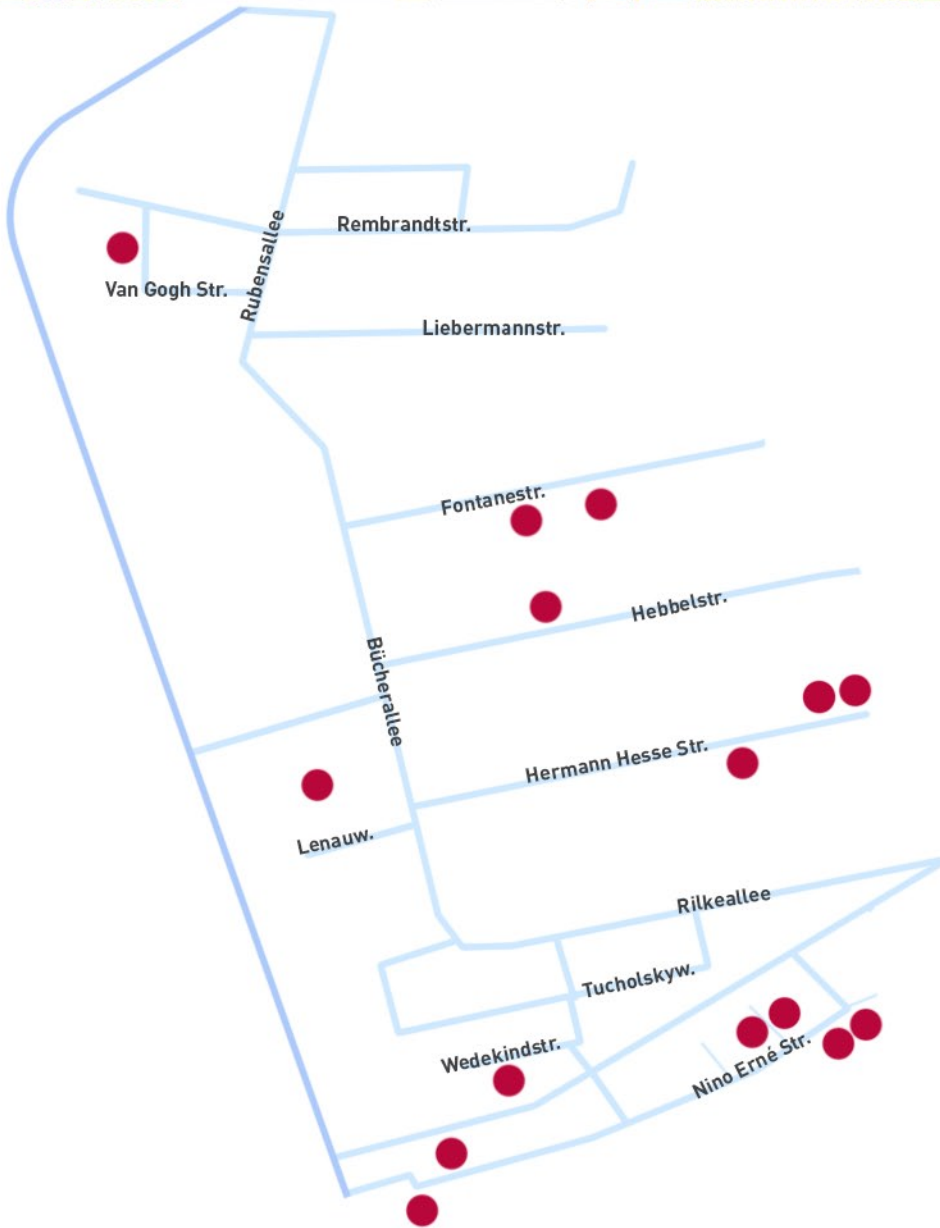 Rembrandtstr.
Rubensallee
Van Gogh Str.
Liebermannstr.
Fontanestr.
Hebbelstr.
Bücherallee
Hermann Hesse Str.
Lenauw.
Rilkeallee
Tucholskyw.
Wedekindstr.
Nino Erné Str.